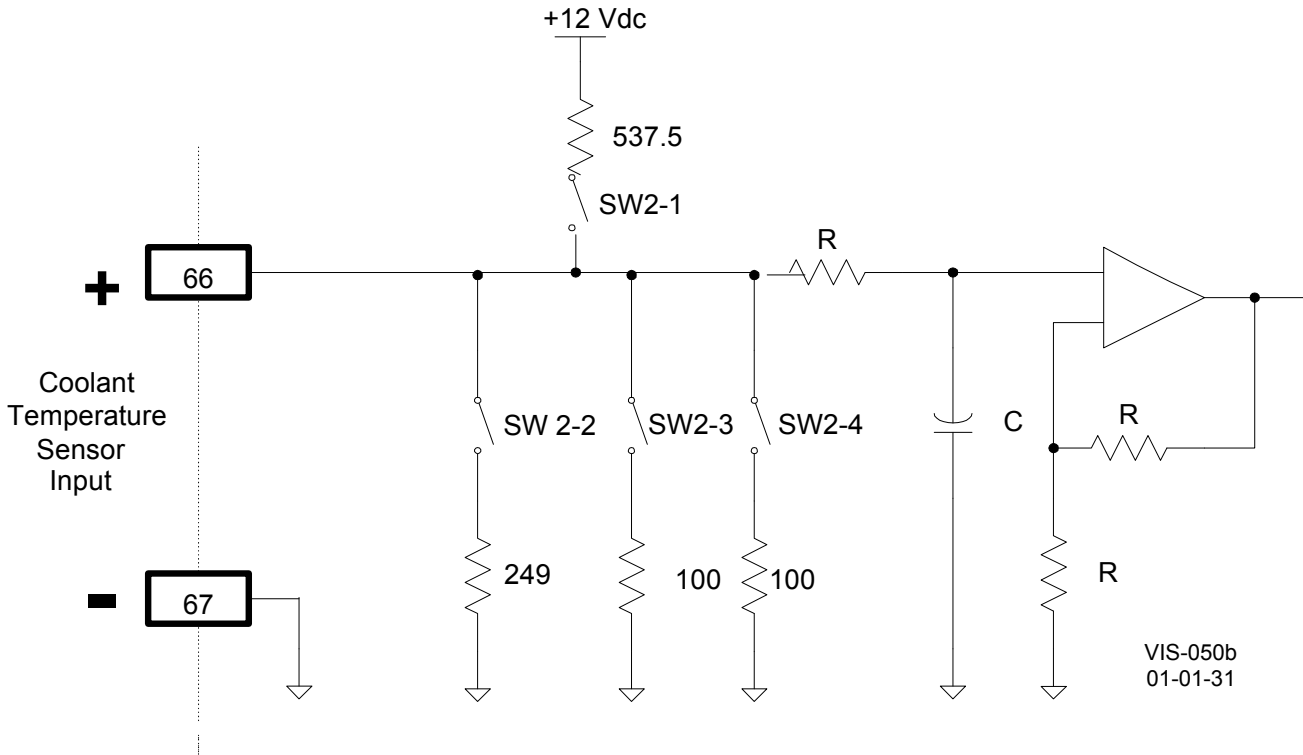 +12 Vdc
537.5
SW2-1
R
+
66
Coolant
Temperature
Sensor
Input
SW 2-2
SW2-3
SW2-4
C
R
249
100
100
R
-
67
VIS-050b
01-01-31